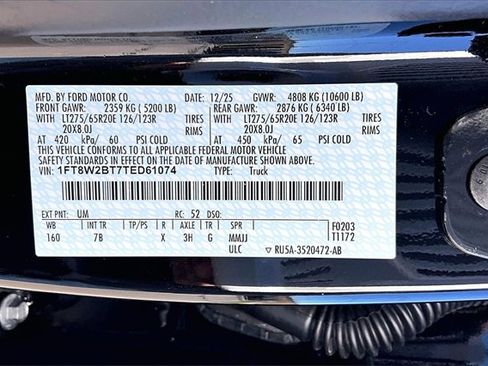 MFD. BY FORD MOTOR CO. 12/25 GVWR: 4808 KG (10600 LB)
FRONT GAWR: 2359 KG (5200 LB) REAR GAWR: 2876 KG (6340 LB)
WITH LT275/65R20E 126/123R TIRES WITH LT275/65R20E 126/123R TIRES
20X8.0J RIMS 20X8.0J RIMS
AT 420 kPa/ 60 PSI COLD AT 450 kPa/ 65 PSI COLD
THIS VEHICLE CONFORMS TO ALL APPLICABLE FEDERAL MOTOR VEHICLE
SAFETY STANDARDS IN EFFECT ON THE DATE OF MANUFACTURE SHOWN ABOVE.
VIN: 1FT8W2BT7TED61074 TYPE: Truck
EXT PNT: UM RC: 52 DSO:
WB TP/PS R AXLE TR SPR F0203
160 7B X 3H G MMJJ T1172
ULC RU5A-3520472-AB